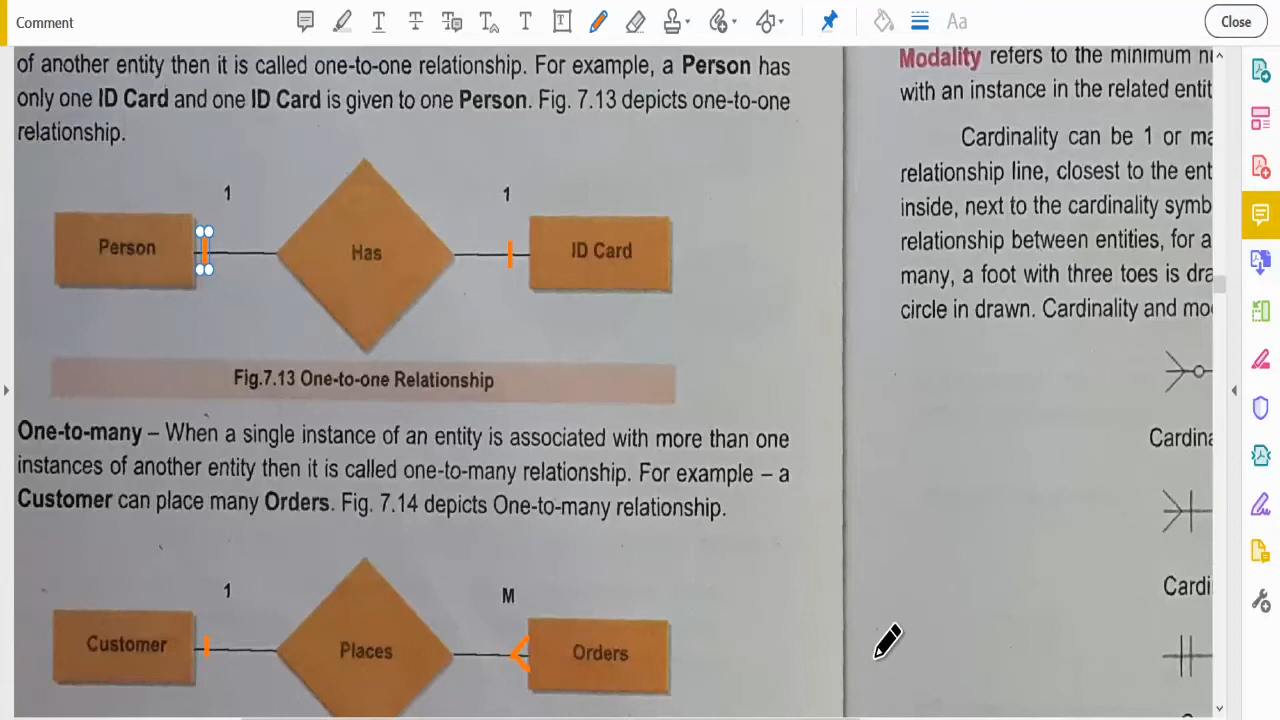 Comment
Close
of another entity then it is called one-to-one relationship. For example, a Person has
only one ID Card and one ID Card is given to one Person. Fig. 7.13 depicts one-to-one
relationship.
1
1
Person
Has
ID Card
Fig.7.13 One-to-one Relationship
One-to-many – When a single instance of an entity is associated with more than one
instances of another entity then it is called one-to-many relationship. For example – a
Customer can place many Orders. Fig. 7.14 depicts One-to-many relationship.
1
M
Customer
Places
Orders
Modality refers to the minimum
with an instance in the related
Cardinality can be 1 or
relationship line, closest to the
inside, next to the cardinality
relationship between entities, for a
many, a foot with three toes is
circle in drawn. Cardinality and